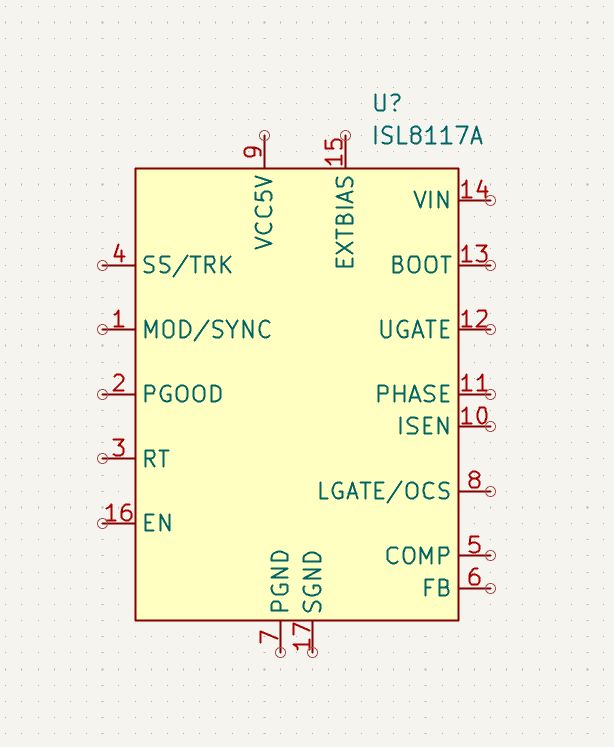 U?
ISL8117A
9
15
VCC5V
EXTBIAS
VIN
14
4
SS/TRK
BOOT
13
1
MOD/SYNC
UGATE
12
2
PGOOD
PHASE
11
ISEN
10
3
RT
LGATE/OCS
8
16
EN
COMP
5
FB
6
PGND
SGND
7
17